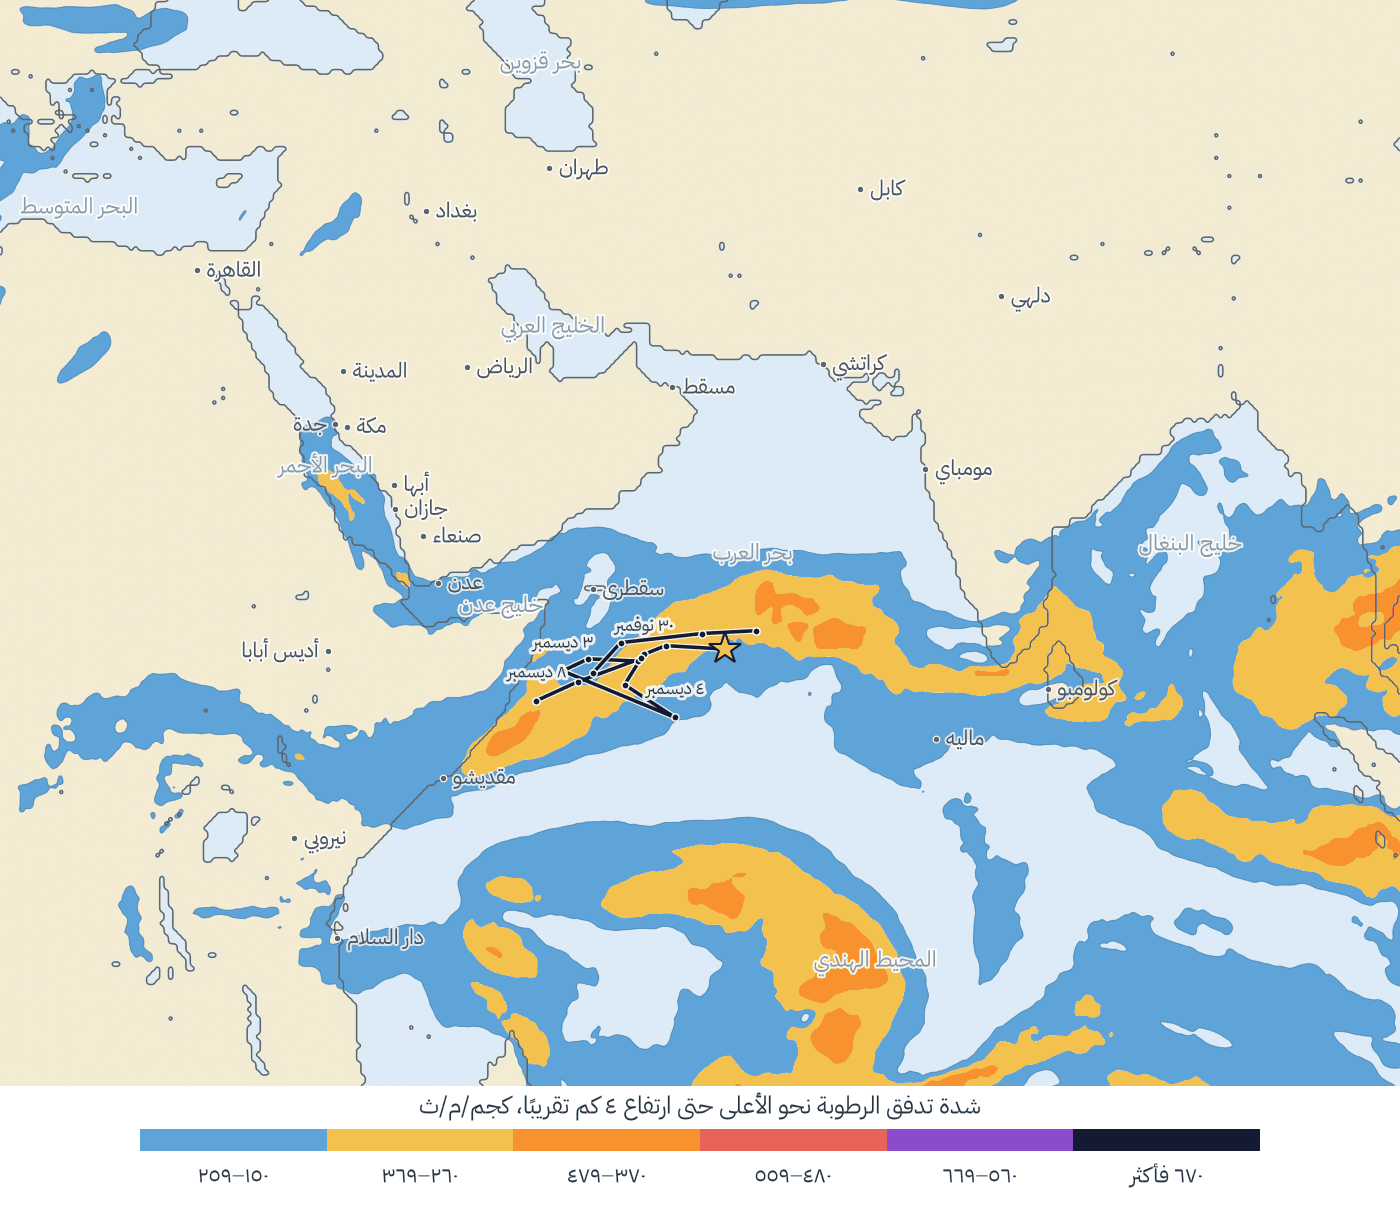 بحر قزوين
طهران
كابل
البحر المتوسط
بغداد
القاهرة
دلهي
الخليج العربي
المدينة
الرياض
كراتشي
مسقط
جدة
مكة
البحر الأحمر
مومباي
أبها
جازان
صنعاء
خليج البنغال
بحر العرب
عدن
سقطرى
خليج عدن
٣٠ نوفمبر
٣ ديسمبر
أديس أبابا
٨ ديسمبر
٤ ديسمبر
كولومبو
ماليه
مقديشو
نيروبي
دار السلام
المحيط الهندي
شدة تدفق الرطوبة نحو الأعلى حتى ارتفاع ٤ كم تقريبًا، كجم/م/ث
١٥٠–٢٥٩
٢٦٠–٣٦٩
٣٧٠–٤٧٩
٤٨٠–٥٥٩
٥٦٠–٦٦٩
٦٧٠ فأكثر